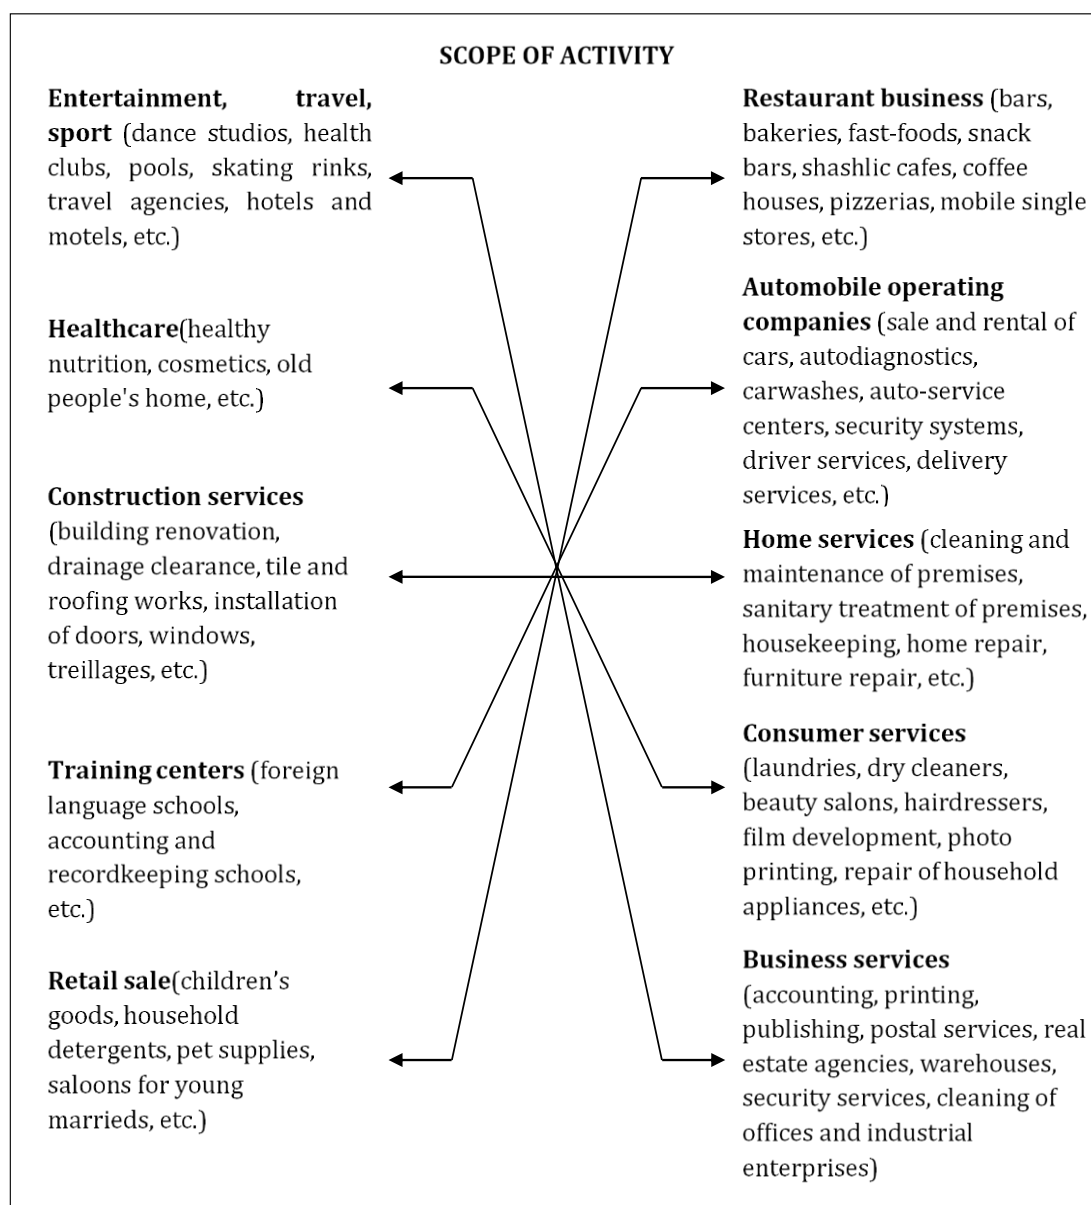 SCOPE OF ACTIVITY
Entertainment, travel,
sport (dance studios, health
clubs, pools, skating rinks,
travel agencies, hotels and
motels, etc.)
Healthcare(healthy
nutrition, cosmetics, old
people's home, etc.)
Construction services
(building renovation,
drainage clearance, tile and
roofing works, installation
of doors, windows,
treillages, etc.)
Training centers (foreign
language schools,
accounting and
recordkeeping schools,
etc.)
Retail sale(children's
goods, household
detergents, pet supplies,
saloons for young
marrieds, etc.)
Restaurant business (bars,
bakeries, fast-foods, snack
bars, shashlic cafes, coffee
houses, pizzerias, mobile single
stores, etc.)
Automobile operating
companies (sale and rental of
cars, autodiagnostics,
carwashes, auto-service
centers, security systems,
driver services, delivery
services, etc.)
Home services (cleaning and
maintenance of premises,
sanitary treatment of premises,
housekeeping, home repair,
furniture repair, etc.)
Consumer services
(laundries, dry cleaners,
beauty salons, hairdressers,
film development, photo
printing, repair of household
appliances, etc.)
Business services
(accounting, printing,
publishing, postal services, real
estate agencies, warehouses,
security services, cleaning of
offices and industrial
enterprises)